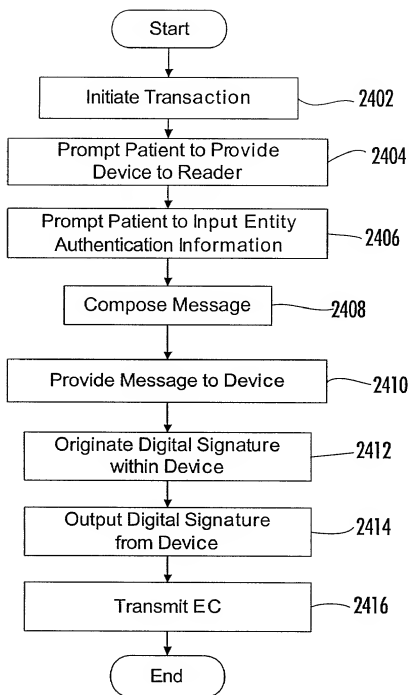 Start
Initiate Transaction
2402
Prompt Patient to Provide
Device to Reader
2404
Prompt Patient to Input Entity
Authentication Information
2406
Compose Message
2408
Provide Message to Device
2410
Originate Digital Signature
within Device
2412
Output Digital Signature
from Device
2414
Transmit EC
2416
End